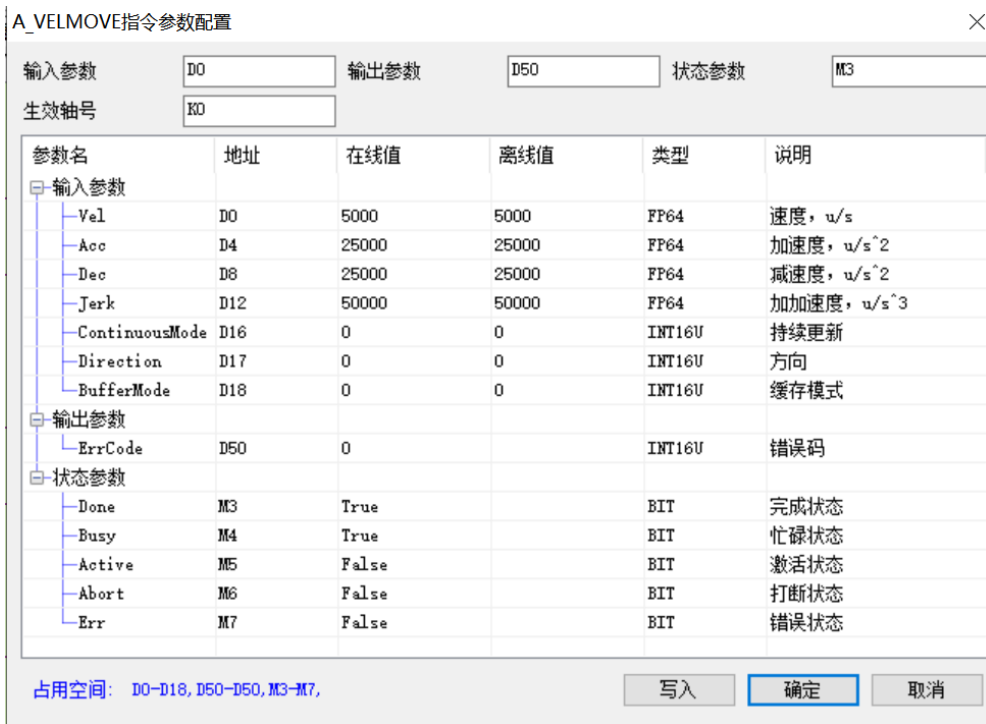 A_VELMOVE指令参数配置
输入参数 D0 输出参数 D50 状态参数 M3
生效轴号 K0
参数名 地址 在线值 离线值 类型 说明
输入参数
Vel D0 5000 5000 FP64 速度，u/s
Acc D4 25000 25000 FP64 加速度，u/s^2
Dec D8 25000 25000 FP64 减速度，u/s^2
Jerk D12 50000 50000 FP64 加加速度，u/s^3
ContinuousMode D16 0 0 INT16U 持续更新
Direction D17 0 0 INT16U 方向
BufferMode D18 0 0 INT16U 缓存模式
输出参数
ErrCode D50 0 INT16U 错误码
状态参数
Done M3 True BIT 完成状态
Busy M4 True BIT 忙碌状态
Active M5 False BIT 激活状态
Abort M6 False BIT 打断状态
Err M7 False BIT 错误状态
占用空间: D0-D18,D50-D50,M3-M7, 写入 确定 取消